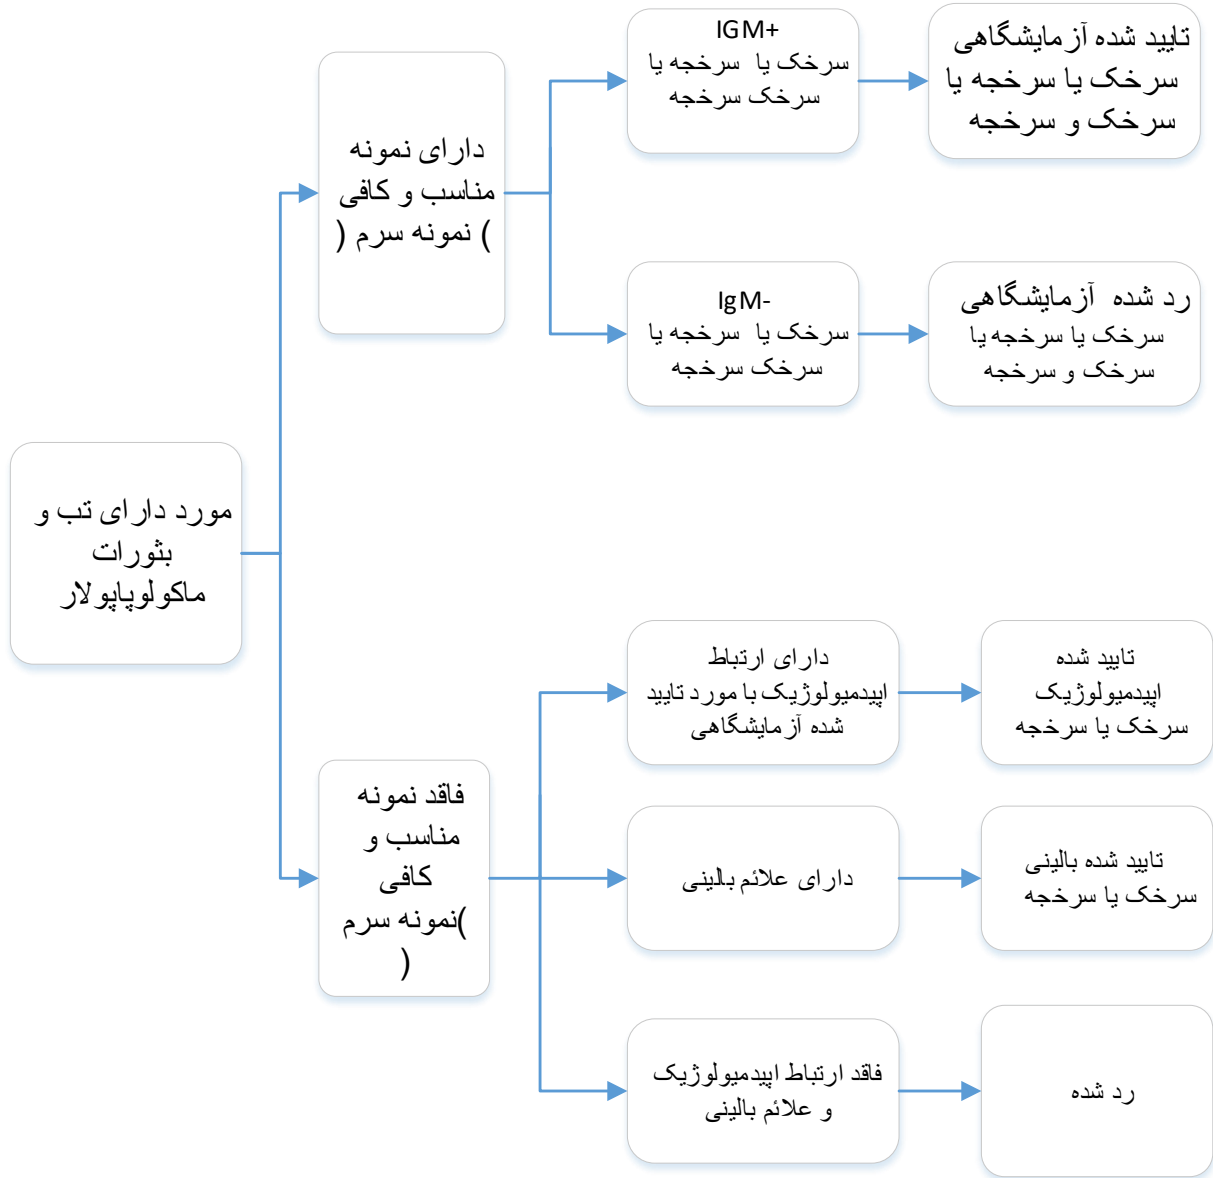 مورد دارای تب و
بثورات
ماکولوپاپولار
دارای نمونه
مناسب و کافی
) نمونه سرم (
IGM+
سرخک یا سرخجه یا
سرخک سرخجه
تایید شده آزمایشگاهی
سرخک یا سرخجه یا
سرخک و سرخجه
IgM-
سرخک یا سرخجه یا
سرخک سرخجه
رد شده آزمایشگاهی
سرخک یا سرخجه یا
سرخک و سرخجه
فاقد نمونه
مناسب و
کافی
)نمونه سرم
(
دارای ارتباط
اپیدمیولوژیک با مورد تایید
شده آزمایشگاهی
تایید شده
اپیدمیولوژیک
سرخک یا سرخجه
دارای علائم بالینی
تایید شده بالینی
سرخک یا سرخجه
فاقد ارتباط اپیدمیولوژیک
و علائم بالینی
رد شده